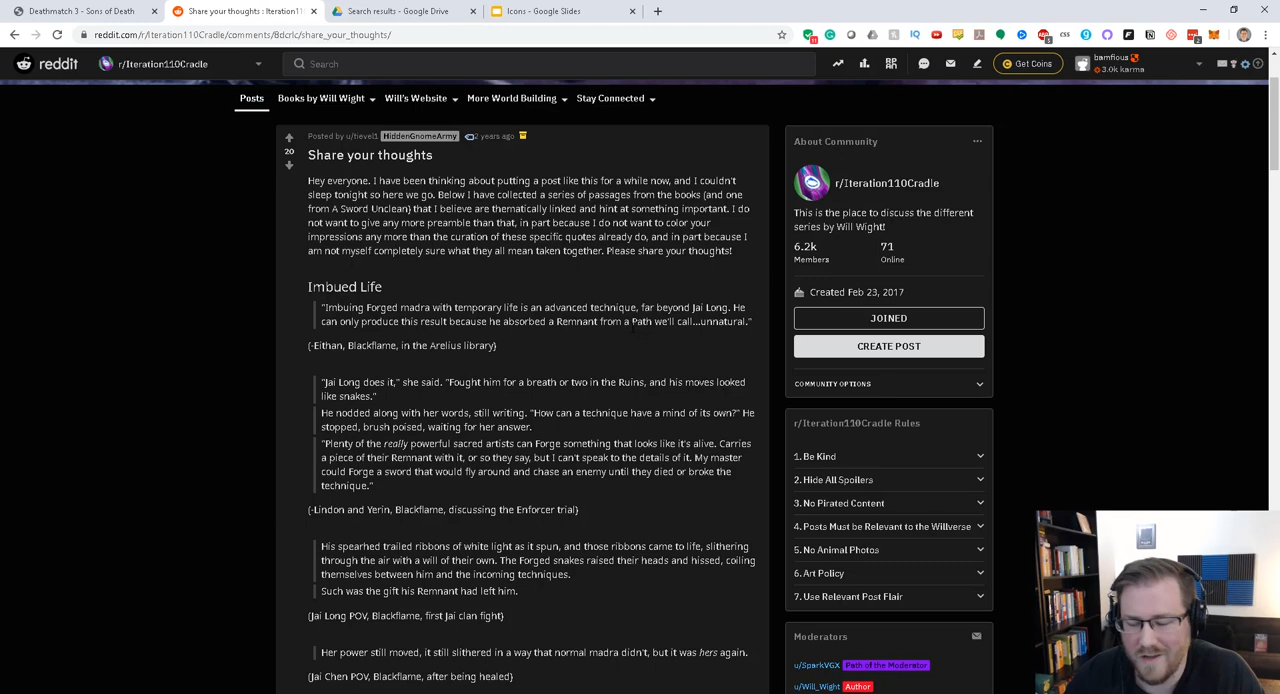 Deathmatch 3 - Sons of Death
Share your thoughts : Iteration11
Search results - Google Drive
Icons - Google Slides
reddit.com/r/Iteration110Cradle/comments/8dcrlc/share_your_thoughts/
reddit r/Iteration110Cradle Search Get Coins bamfious
3.0k karma
Posts Books by Will Wight Will's Website More World Building Stay Connected
Posted by u/tievel1 HiddenGnomeArmy 2 years ago
20
Share your thoughts
Hey everyone. I have been thinking about putting a post like this for a while now, and I couldn't
sleep tonight so here we go. Below I have collected a series of passages from the books (and one
from A Sword Unclean) that I believe are thematically linked and hint at something important. I do
not want to give any more preamble than that, in part because I do not want to color your
impressions any more than the curation of these specific quotes already do, and in part because I
am not myself completely sure what they all mean taken together. Please share your thoughts!
Imbued Life
"Imbuing Forged madra with temporary life is an advanced technique, far beyond Jai Long. He
can only produce this result because he absorbed a Remnant from a Path we'll call...unnatural."
(-Eithan, Blackflame, in the Arelius library)
"Jai Long does it," she said. "Fought him for a breath or two in the Ruins, and his moves looked
like snakes."
He nodded along with her words, still writing. "How can a technique have a mind of its own?" He
stopped, brush poised, waiting for her answer.
"Plenty of the really powerful sacred artists can Forge something that looks like it's alive. Carries
a piece of their Remnant with it, or so they say, but I can't speak to the details of it. My master
could Forge a sword that would fly around and chase an enemy until they died or broke the
technique."
(-Lindon and Yerin, Blackflame, discussing the Enforcer trial)
His spearhed trailed ribbons of white light as it spun, and those ribbons came to life, slithering
through the air with a will of their own. The Forged snakes raised their heads and hissed, coiling
themselves between him and the incoming techniques.
Such was the gift his Remnant had left him.
(Jai Long POV, Blackflame, first Jai clan fight)
Her power still moved, it still slithered in a way that normal madra didn't, but it was hers again.
(Jai Chen POV, Blackflame, after being healed)
About Community
r/Iteration110Cradle
This is the place to discuss the different
series by Will Wight!
6.2k 71
Members Online
Created Feb 23, 2017
JOINED
CREATE POST
COMMUNITY OPTIONS
r/Iteration110Cradle Rules
1. Be Kind
2. Hide All Spoilers
3. No Pirated Content
4. Posts Must be Relevant to the Willverse
5. No Animal Photos
6. Art Policy
7. Use Relevant Post Flair
Moderators
u/SparkVGX Path of the Moderator
u/Will_Wight Author